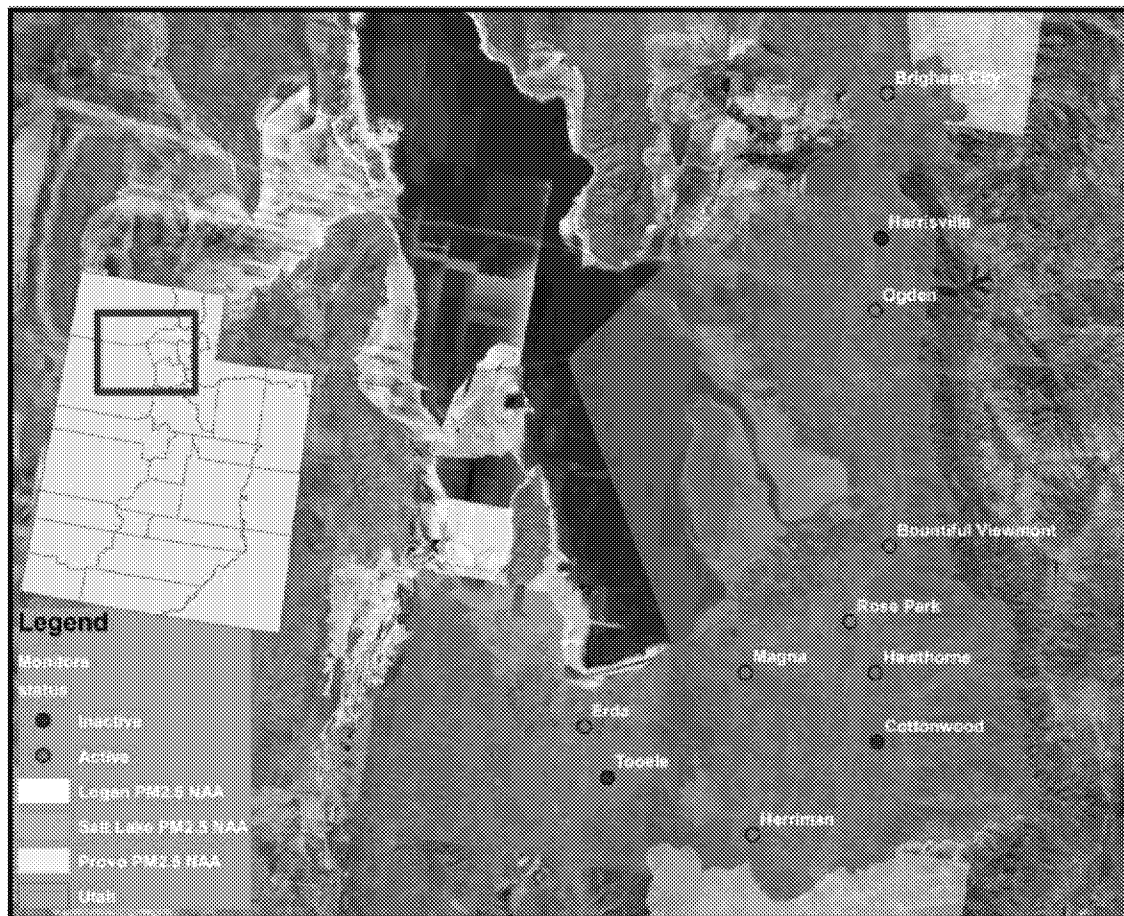 Brigham City
Harrisville
Ogden
Bountiful Viewmont
Rose Park
Magna
Hawthorne
Erda
Cottonwood
Tooele
Herriman
Legend
Monitors
status
Inactive
Active
Logan PM2.5 NAA
Salt Lake PM2.5 NAA
Provo PM2.5 NAA
Utah